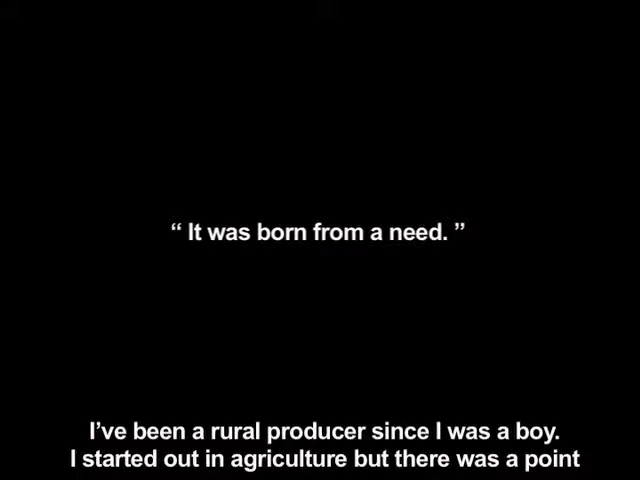 “ It was born from a need. ”
I’ve been a rural producer since I was a boy.
I started out in agriculture but there was a point